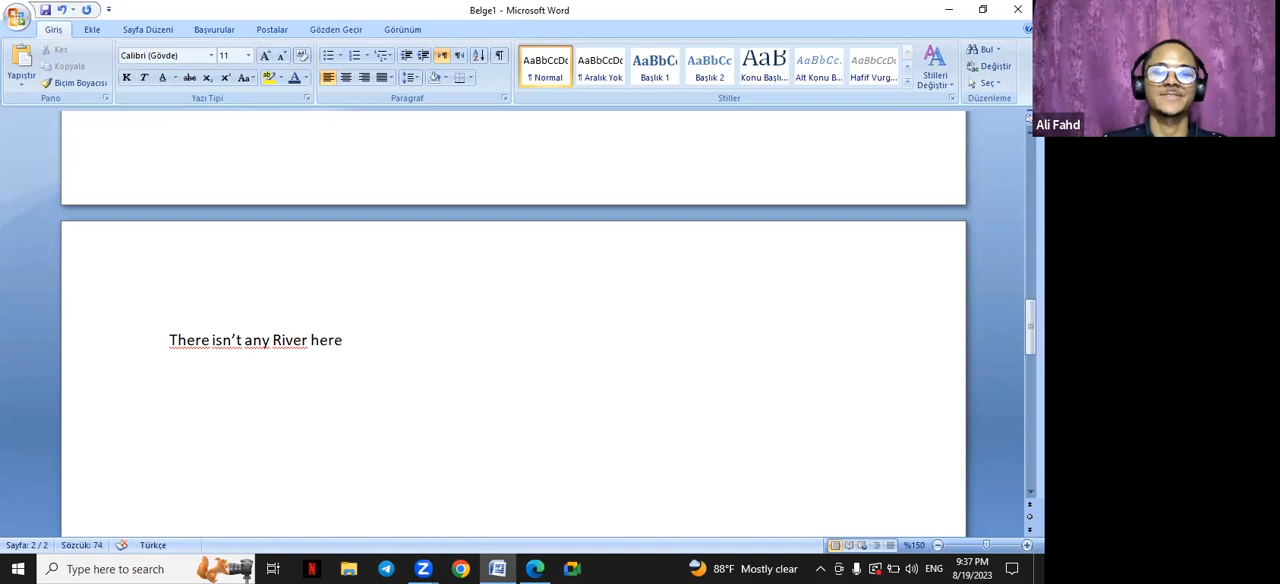 Belge1 - Microsoft Word
Giriş Ekle Sayfa Düzeni Başvurular Postalar Gözden Geçir Görünüm
Yapıştır
Kes
Kopyala
Biçim Boyacısı
Pano
Calibri (Gövde) 11
K T A abc x₂ x² Aa
Yazı Tipi
Paragraf
AaBbCcDc AaBbCcDc AaBbCc AaBbCc AaB AaBbCc. AaBbCcDc
¶ Normal ¶ Aralık Yok Başlık 1 Başlık 2 Konu Başlı... Alt Konu B... Hafif Vurg...
Stilleri
Değiştir
Stiller
Bul
Değiştir
Seç
Düzenleme
Ali Fahd
There isn’t any River here
Sayfa: 2 / 2 Sözcük: 74 Türkçe %150
Type here to search
88°F Mostly clear
ENG
9:37 PM
8/19/2023